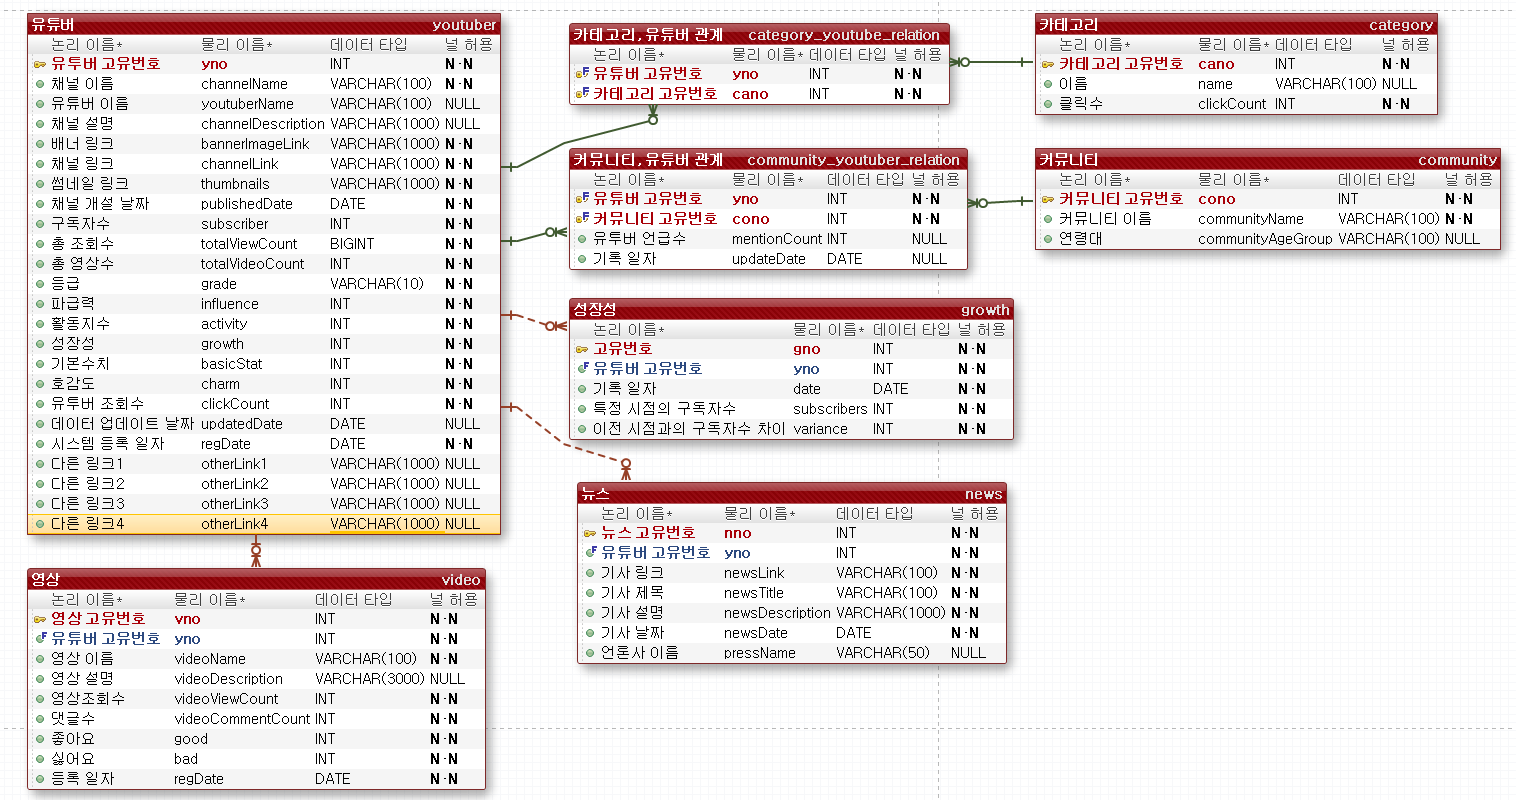 유튜버 youtuber
논리 이름* 물리 이름* 데이터 타입 널 허용
유투버 고유번호 yno INT N·N
채널 이름 channelName VARCHAR(100) N·N
유튜버 이름 youtuberName VARCHAR(100) NULL
채널 설명 channelDescription VARCHAR(1000) NULL
배너 링크 bannerImageLink VARCHAR(1000) N·N
채널 링크 channelLink VARCHAR(1000) N·N
썸네일 링크 thumbnails VARCHAR(1000) N·N
채널 개설 날짜 publishedDate DATE N·N
구독자수 subscriber INT N·N
총 조회수 totalViewCount BIGINT N·N
총 영상수 totalVideoCount INT N·N
등급 grade VARCHAR(10) N·N
파급력 influence INT N·N
활동지수 activity INT N·N
성장성 growth INT N·N
기본수치 basicStat INT N·N
호감도 charm INT N·N
유투버 조회수 clickCount INT N·N
데이터 업데이트 날짜 updatedDate DATE NULL
시스템 등록 일자 regDate DATE N·N
다른 링크1 otherLink1 VARCHAR(1000) NULL
다른 링크2 otherLink2 VARCHAR(1000) NULL
다른 링크3 otherLink3 VARCHAR(1000) NULL
다른 링크4 otherLink4 VARCHAR(1000) NULL
카테고리,유튜버 관계 category_youtube_relation
논리 이름* 물리 이름* 데이터 타입 널 허용
유튜버 고유번호 yno INT N·N
카테고리 고유번호 cano INT N·N
카테고리 category
논리 이름* 물리 이름* 데이터 타입 널 허용
카테고리 고유번호 cano INT N·N
이름 name VARCHAR(100) NULL
클릭수 clickCount INT N·N
커뮤니티,유튜버 관계 community_youtuber_relation
논리 이름* 물리 이름* 데이터 타입 널 허용
유튜버 고유번호 yno INT N·N
커뮤니티 고유번호 cono INT N·N
유투버 언급수 mentionCount INT NULL
기록 일자 updateDate DATE NULL
커뮤니티 community
논리 이름* 물리 이름* 데이터 타입 널 허용
커뮤니티 고유번호 cono INT N·N
커뮤니티 이름 communityName VARCHAR(100) N·N
연령대 communityAgeGroup VARCHAR(100) NULL
성장성 growth
논리 이름* 물리 이름* 데이터 타입 널 허용
고유번호 gno INT N·N
유튜버 고유번호 yno INT N·N
기록 일자 date DATE N·N
특정 시점의 구독자수 subscribers INT N·N
이전 시점과의 구독자수 차이 variance INT N·N
뉴스 news
논리 이름* 물리 이름* 데이터 타입 널 허용
뉴스 고유번호 nno INT N·N
유튜버 고유번호 yno INT N·N
기사 링크 newsLink VARCHAR(100) N·N
기사 제목 newsTitle VARCHAR(100) N·N
기사 설명 newsDescription VARCHAR(1000) N·N
기사 날짜 newsDate DATE N·N
언론사 이름 pressName VARCHAR(50) NULL
영상 video
논리 이름* 물리 이름* 데이터 타입 널 허용
영상 고유번호 vno INT N·N
유튜버 고유번호 yno INT N·N
영상 이름 videoName VARCHAR(100) N·N
영상 설명 videoDescription VARCHAR(3000) NULL
영상조회수 videoViewCount INT N·N
댓글수 videoCommentCount INT N·N
좋아요 good INT N·N
싫어요 bad INT N·N
등록 일자 regDate DATE N·N